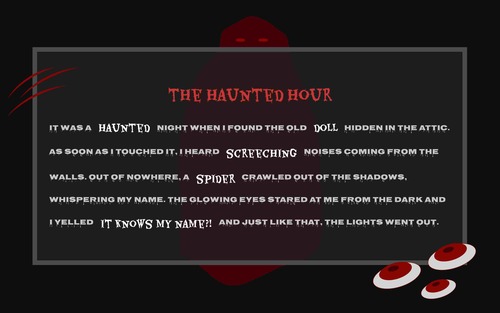 THE HAUNTED HOUR
IT WAS A HAUNTED NIGHT WHEN I FOUND THE OLD DOLL HIDDEN IN THE ATTIC.
AS SOON AS I TOUCHED IT, I HEARD SCREECHING NOISES COMING FROM THE
WALLS. OUT OF NOWHERE, A SPIDER CRAWLED OUT OF THE SHADOWS,
WHISPERING MY NAME. THE GLOWING EYES STARED AT ME FROM THE DARK AND
I YELLED IT KNOWS MY NAME?! AND JUST LIKE THAT, THE LIGHTS WENT OUT.